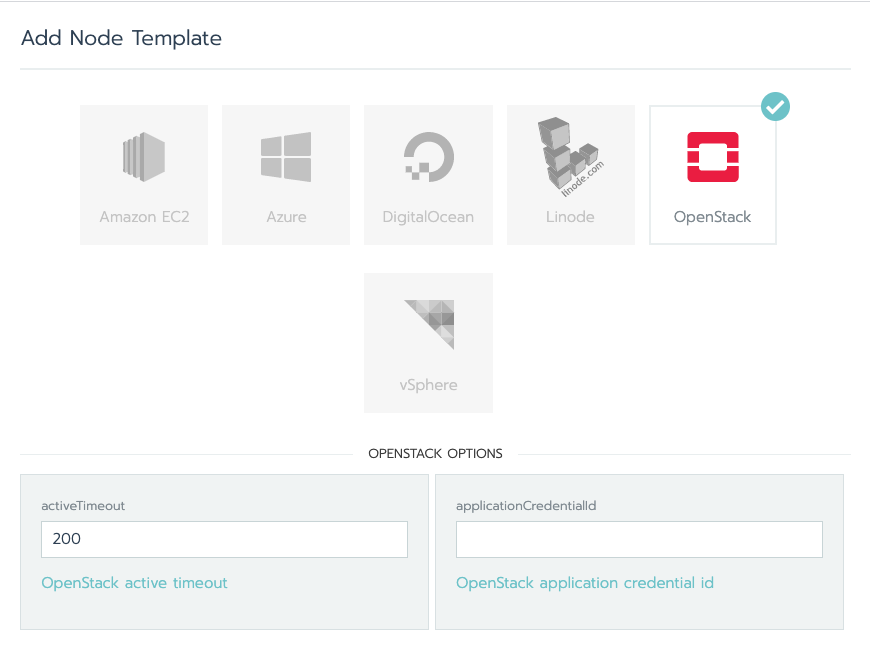 Add Node Template
linode.com
Amazon EC2 Azure DigitalOcean Linode OpenStack
vSphere
OPENSTACK OPTIONS
activeTimeout applicationCredentialId
200
OpenStack active timeout OpenStack application credential id